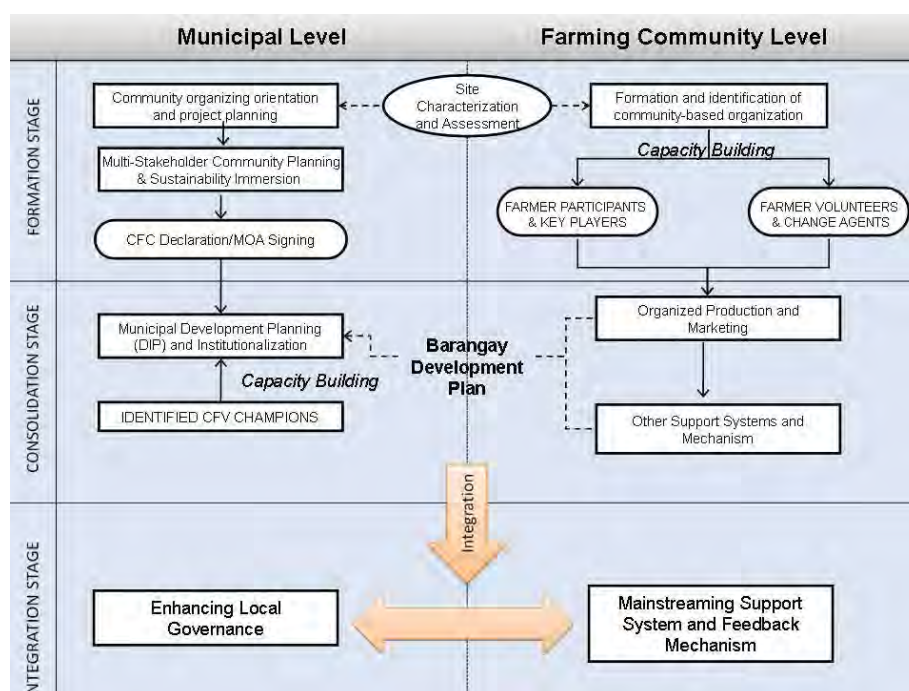 Municipal Level
Farming Community Level
FORMATION STAGE
Community organizing orientation
and project planning
Site
Characterization
and Assessment
Formation and identification of
community-based organization
Capacity Building
Multi-Stakeholder Community Planning
& Sustainability Immersion
FARMER PARTICIPANTS
& KEY PLAYERS
FARMER VOLUNTEERS
& CHANGE AGENTS
CFC Declaration/MOA Signing
CONSOLIDATION STAGE
Municipal Development Planning
(DIP) and Institutionalization
Capacity Building
IDENTIFIED CFV CHAMPIONS
Barangay
Development
Plan
Organized Production and
Marketing
Other Support Systems and
Mechanism
Integration
NTEGRATION STAGE
Enhancing Local
Governance
Mainstreaming Support
System and Feedback
Mechanism